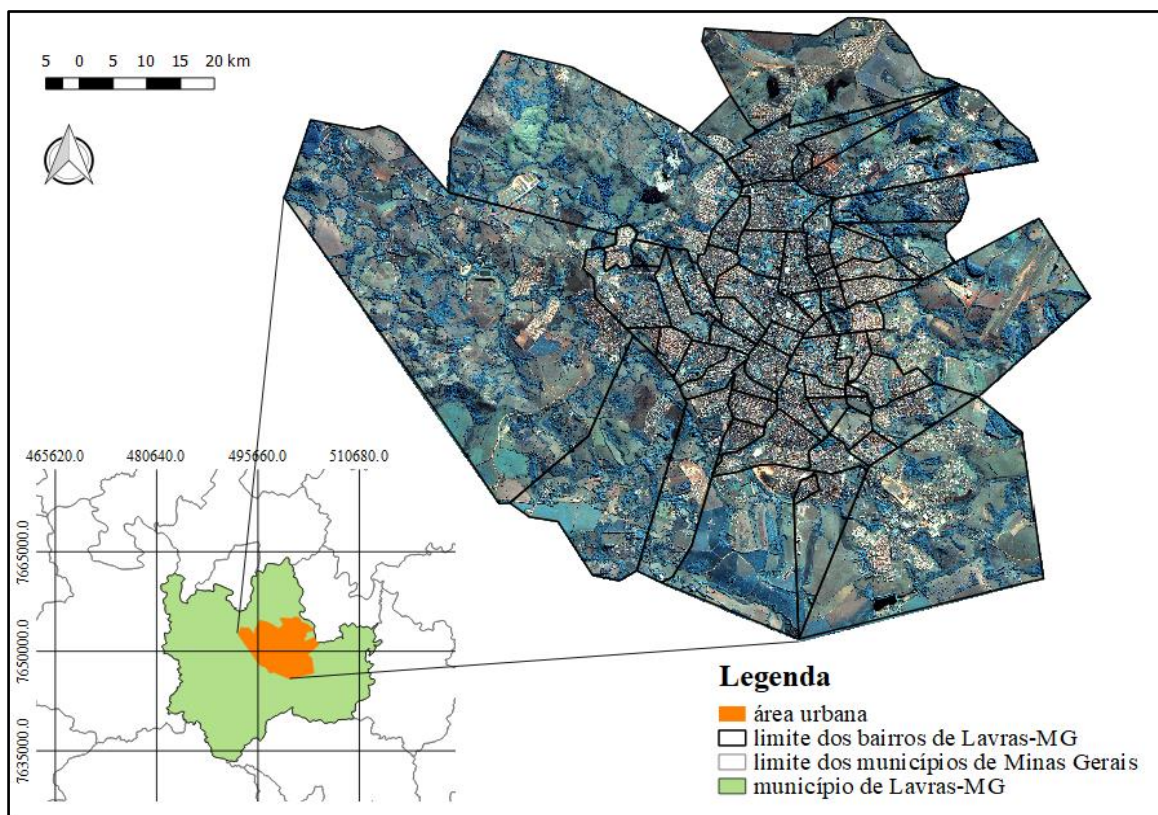 5 0 5 10 15 20 km
465620.0 480640.0 495660.0 510680.0
7665000.0
7650000.0
7635000.0
Legenda
área urbana
limite dos bairros de Lavras-MG
limite dos municípios de Minas Gerais
município de Lavras-MG